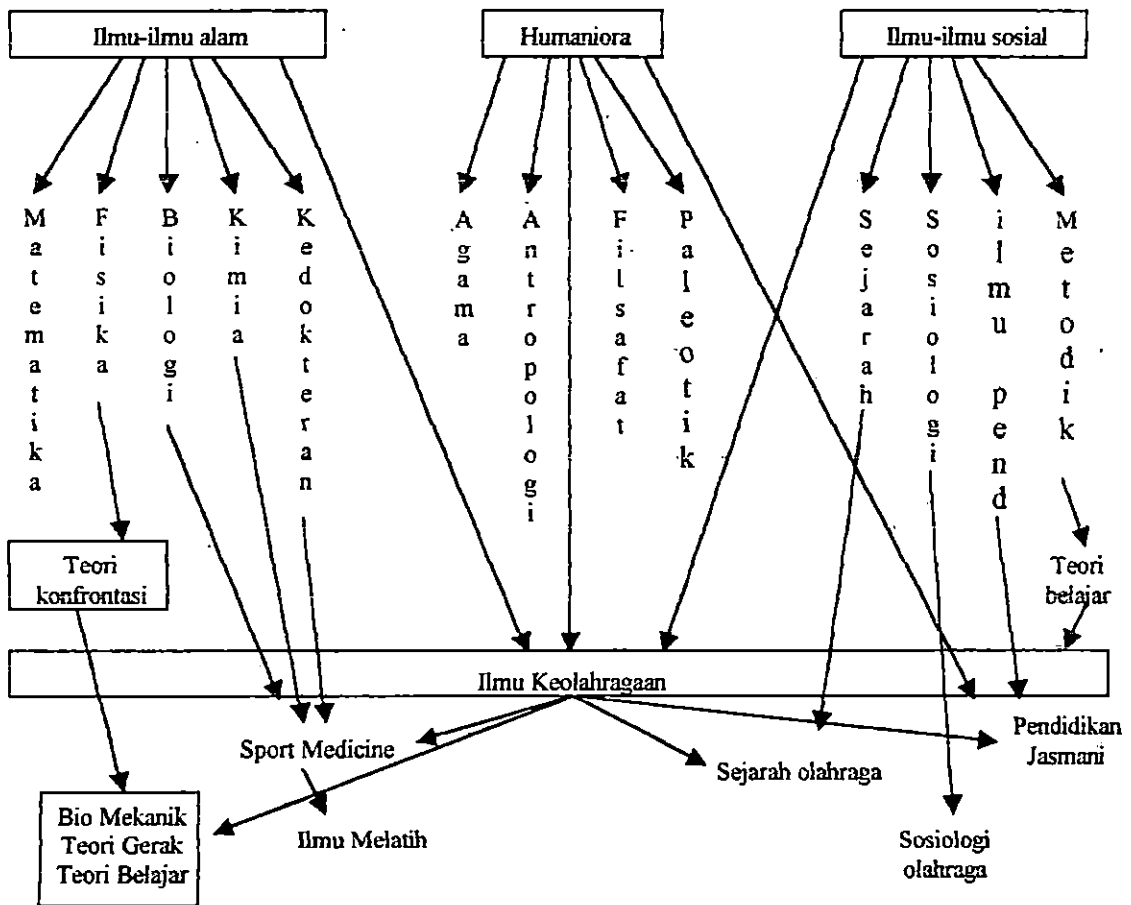 Ilmu-ilmu alam
Humaniora
Ilmu-ilmu sosial
Matematika
Fisika
Biologi
Kimia
Kedokteran
Agama
Antropologi
Filsafat
Paleotik
Sejarah
Sosiologi
ilmu pend
Metodik
Teori
konfrontasi
Teori
belajar
Ilmu Keolahragaan
Sport Medicine
Sejarah olahraga
Pendidikan
Jasmani
Bio Mekanik
Teori Gerak
Teori Belajar
Ilmu Melatih
Sosiologi
olahraga